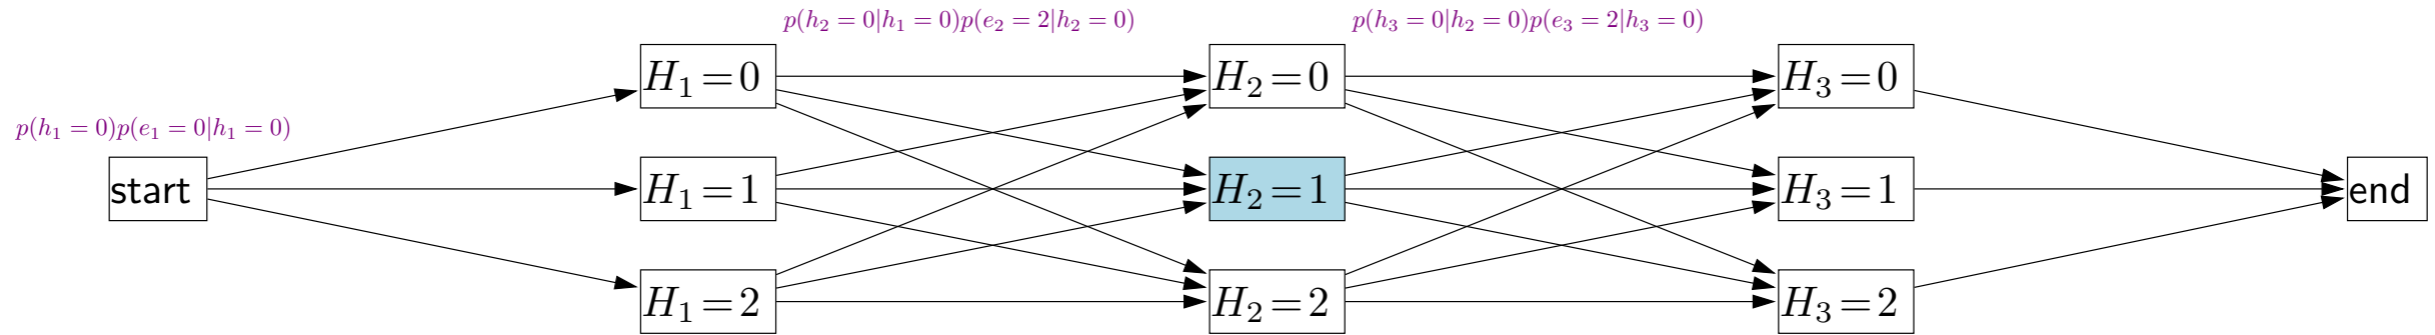 p(h₂ = 0|h₁ = 0)p(e₂ = 2|h₂ = 0) p(h₃ = 0|h₂ = 0)p(e₃ = 2|h₃ = 0)
H₁ = 0 H₂ = 0 H₃ = 0
p(h₁ = 0)p(e₁ = 0|h₁ = 0)
start H₁ = 1 H₂ = 1 H₃ = 1 end
H₁ = 2 H₂ = 2 H₃ = 2